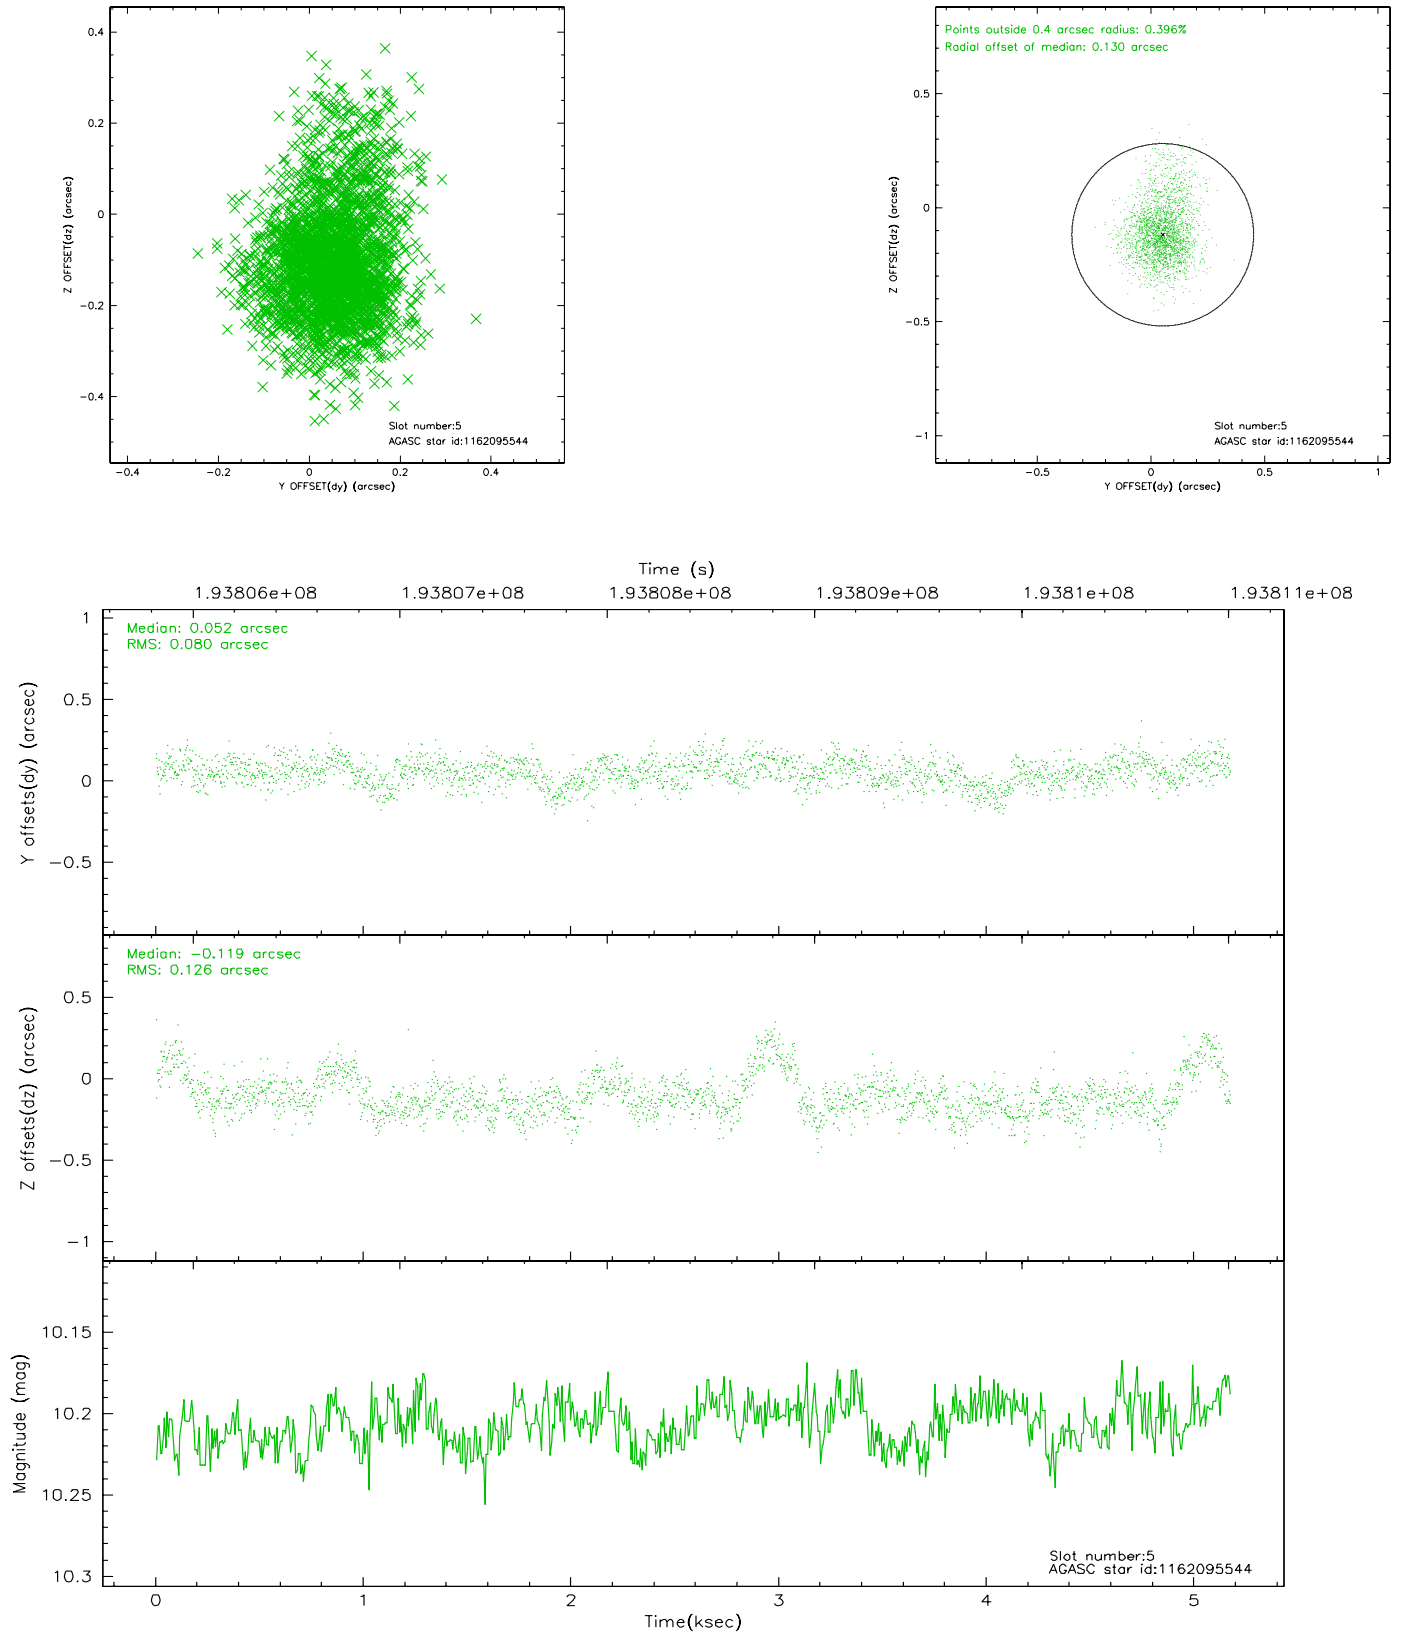 0.4
0.2
0
−0.2
−0.4
Z OFFSET(dz) (arcsec)
−0.4 −0.2 0 0.2 0.4
Y OFFSET(dy) (arcsec)
Slot number:5
AGASC star id:1162095544
Points outside 0.4 arcsec radius: 0.396%
Radial offset of median: 0.130 arcsec
0.5
0
−0.5
−1
Z OFFSET(dz) (arcsec)
−0.5 0 0.5 1
Y OFFSET(dy) (arcsec)
Slot number:5
AGASC star id:1162095544
Time (s)
1.93806e+08 1.93807e+08 1.93808e+08 1.93809e+08 1.9381e+08 1.93811e+08
Median: 0.052 arcsec
RMS: 0.080 arcsec
1
0.5
0
−0.5
Y offsets(dy) (arcsec)
Median: −0.119 arcsec
RMS: 0.126 arcsec
0.5
0
−0.5
−1
Z offsets(dz) (arcsec)
10.15
10.2
10.25
10.3
Magnitude (mag)
Slot number:5
AGASC star id:1162095544
0 1 2 3 4 5
Time(ksec)